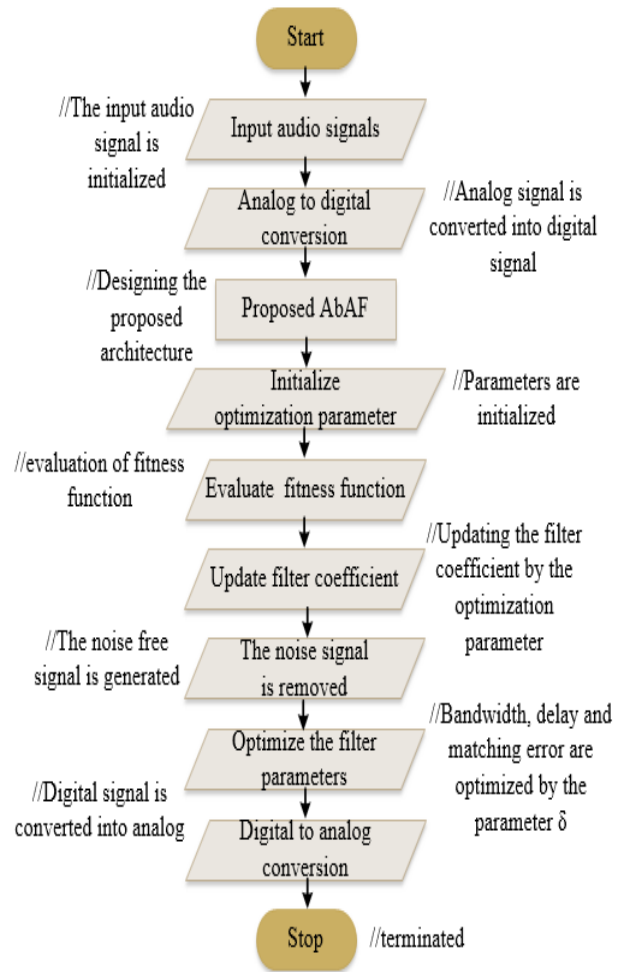 Start
//The input audio
signal is
initialized
Input audio signals
Analog to digital
conversion
//Analog signal is
converted into digital
signal
//Designing the
proposed
architecture
Proposed AbAF
Initialize
optimization parameter
//Parameters are
initialized
//evaluation of fitness
function
Evaluate fitness function
Update filter coefficient
//Updating the filter
coefficient by the
optimization
parameter
//The noise free
signal is generated
The noise signal
is removed
Optimize the filter
parameters
//Bandwidth, delay and
matching error are
optimized by the
parameter δ
//Digital signal is
converted into analog
Digital to analog
conversion
Stop
//terminated